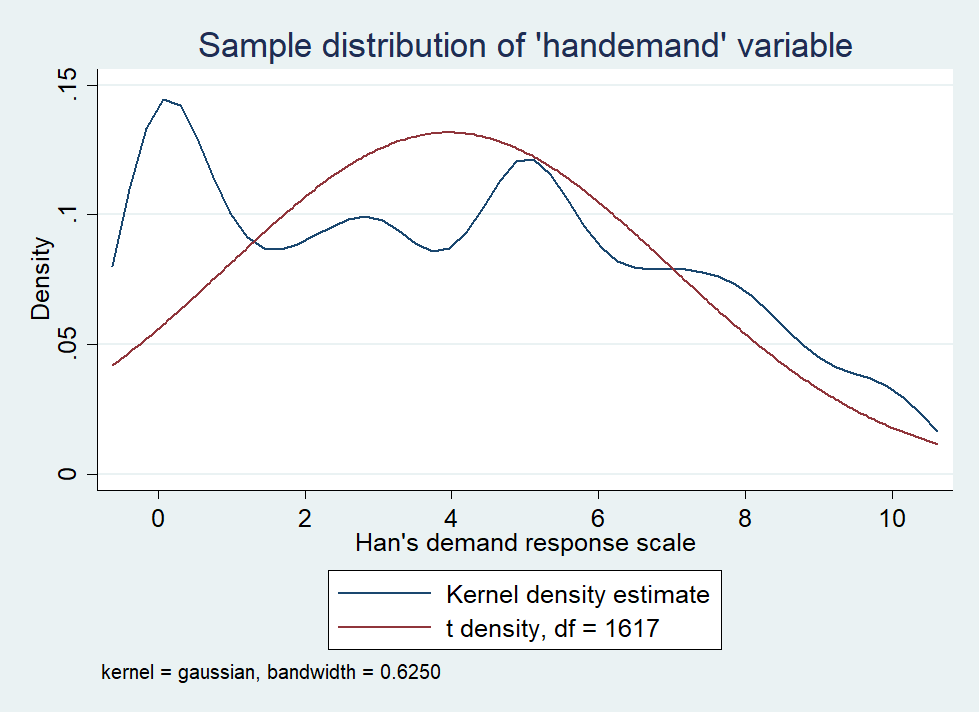 Sample distribution of 'handemand' variable
.15
.1
.05
0
Density
0 2 4 6 8 10
Han's demand response scale
Kernel density estimate
t density, df = 1617
kernel = gaussian, bandwidth = 0.6250